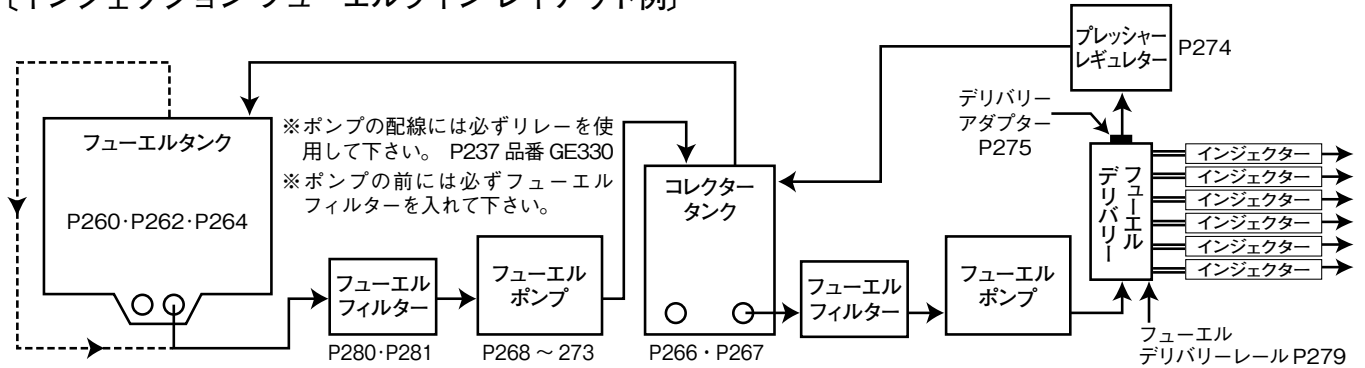 〔インジェクション フューエルライン レイアウト例〕
プレッシャー
レギュレター
P274
デリバリー
アダプター
P275
フューエルタンク
P260·P262·P264
※ポンプの配線には必ずリレーを使
用して下さい。 P237 品番 GE330
※ポンプの前には必ずフューエル
フィルターを入れて下さい。
コレクター
タンク
フューエル
デリバリー
インジェクター
インジェクター
インジェクター
インジェクター
インジェクター
インジェクター
フューエル
フィルター
P280·P281
フューエル
ポンプ
P268 ～ 273
P266・P267
フューエル
フィルター
フューエル
ポンプ
フューエル
デリバリーレール P279